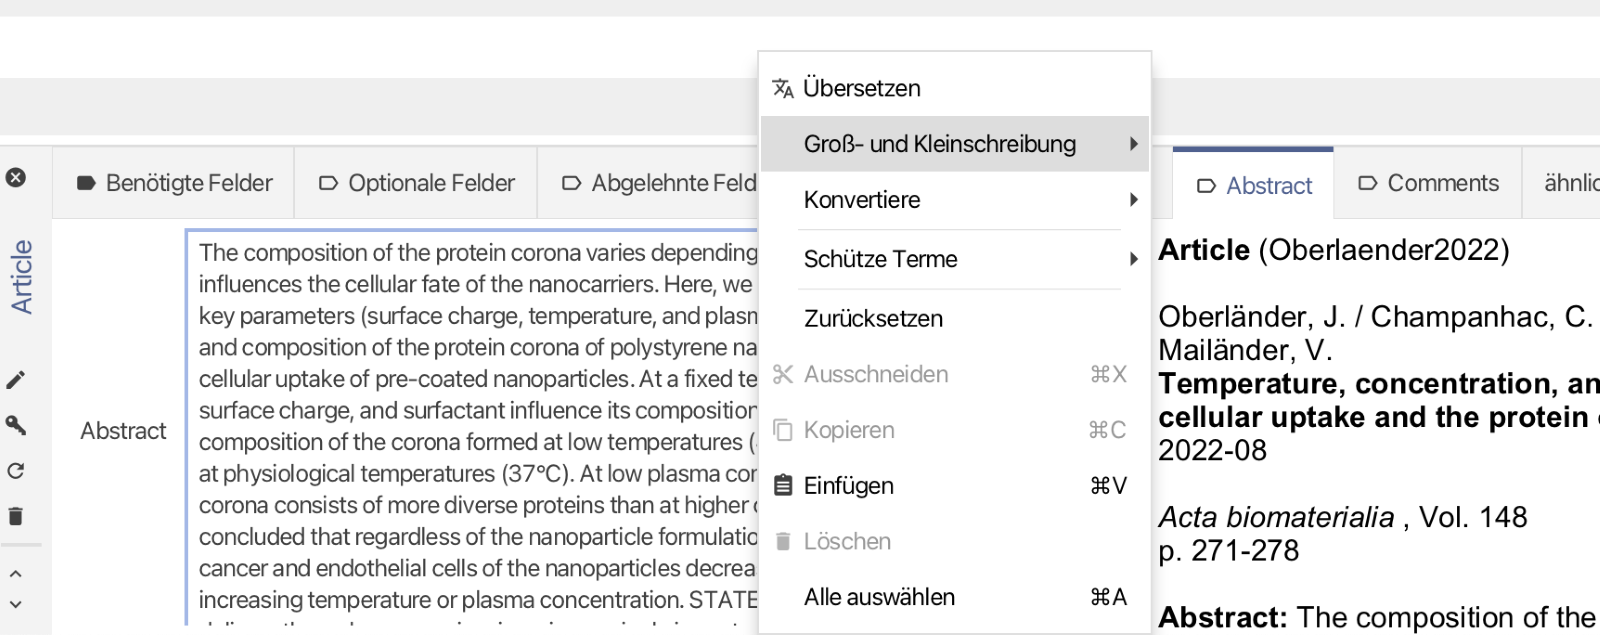 Übersetzen
Groß- und Kleinschreibung
Konvertiere
Schütze Terme
Zurücksetzen
Ausschneiden ⌘X
Kopieren ⌘C
Einfügen ⌘V
Löschen
Alle auswählen ⌘A
Benötigte Felder
Optionale Felder
Abgelehnte Feld
Abstract
Comments
Article
Abstract
The composition of the protein corona varies depending
influences the cellular fate of the nanocarriers. Here, we
key parameters (surface charge, temperature, and plasm
and composition of the protein corona of polystyrene na
cellular uptake of pre-coated nanoparticles. At a fixed te
surface charge, and surfactant influence its composition
composition of the corona formed at low temperatures (
at physiological temperatures (37°C). At low plasma cor
corona consists of more diverse proteins than at higher
concluded that regardless of the nanoparticle formulatio
cancer and endothelial cells of the nanoparticles decrea
increasing temperature or plasma concentration. STATE
Article (Oberlaender2022)
Oberländer, J. / Champanhac, C.
Mailänder, V.
Temperature, concentration, an
cellular uptake and the protein
2022-08
Acta biomaterialia , Vol. 148
p. 271-278
Abstract: The composition of the